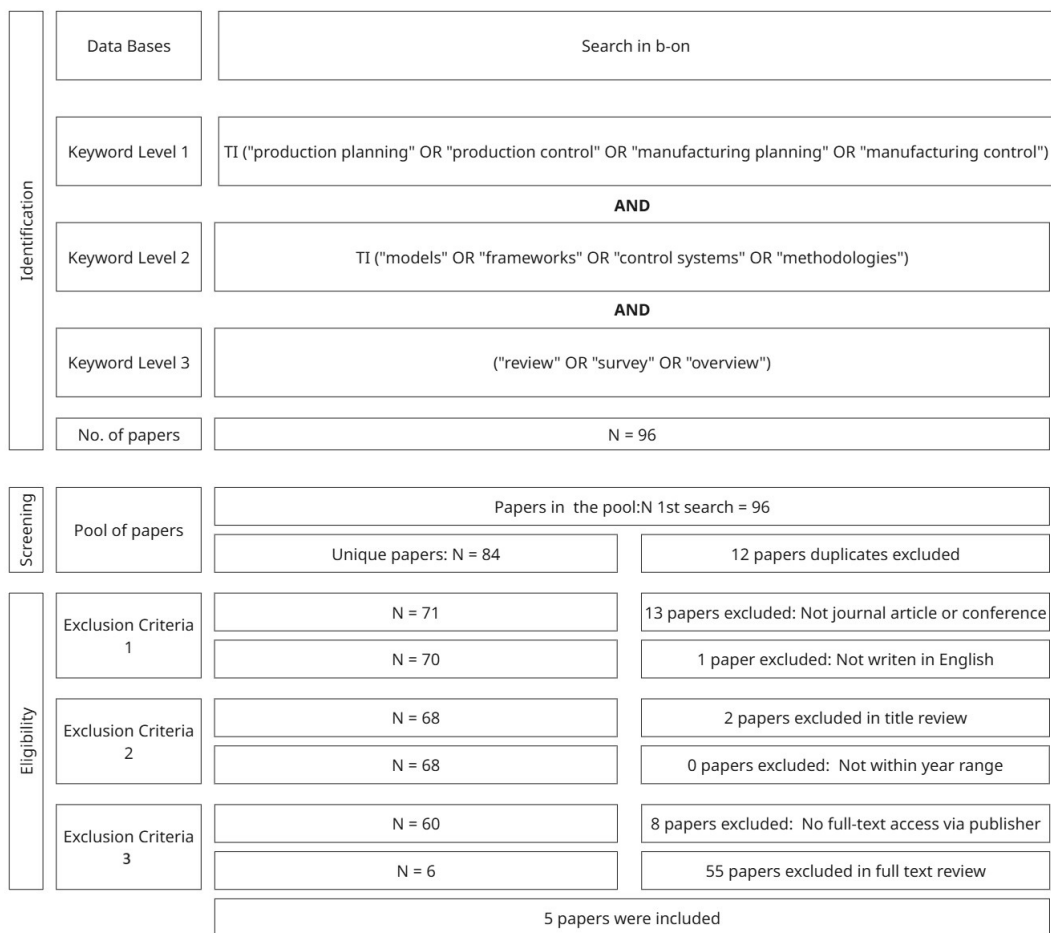 Identification
Data Bases
Search in b-on
Keyword Level 1
TI ("production planning" OR "production control" OR "manufacturing planning" OR "manufacturing control")
AND
Keyword Level 2
TI ("models" OR "frameworks" OR "control systems" OR "methodologies")
AND
Keyword Level 3
("review" OR "survey" OR "overview")
No. of papers
N = 96
Screening
Pool of papers
Papers in the pool:N 1st search = 96
Unique papers: N = 84
12 papers duplicates excluded
Eligibility
Exclusion Criteria
1
N = 71
13 papers excluded: Not journal article or conference
N = 70
1 paper excluded: Not writen in English
Exclusion Criteria
2
N = 68
2 papers excluded in title review
N = 68
0 papers excluded: Not within year range
Exclusion Criteria
3
N = 60
8 papers excluded: No full-text access via publisher
N = 6
55 papers excluded in full text review
5 papers were included